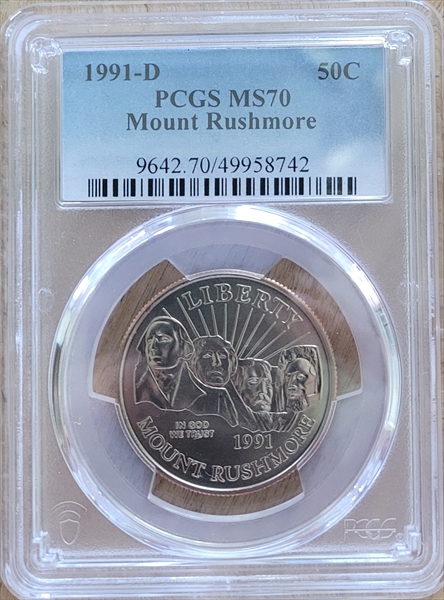 1991-D 50C
PCGS MS70
Mount Rushmore
9642.70/49958742
LIBERTY
IN GOD
WE TRUST
1991
MOUNT RUSHMORE
PCGS